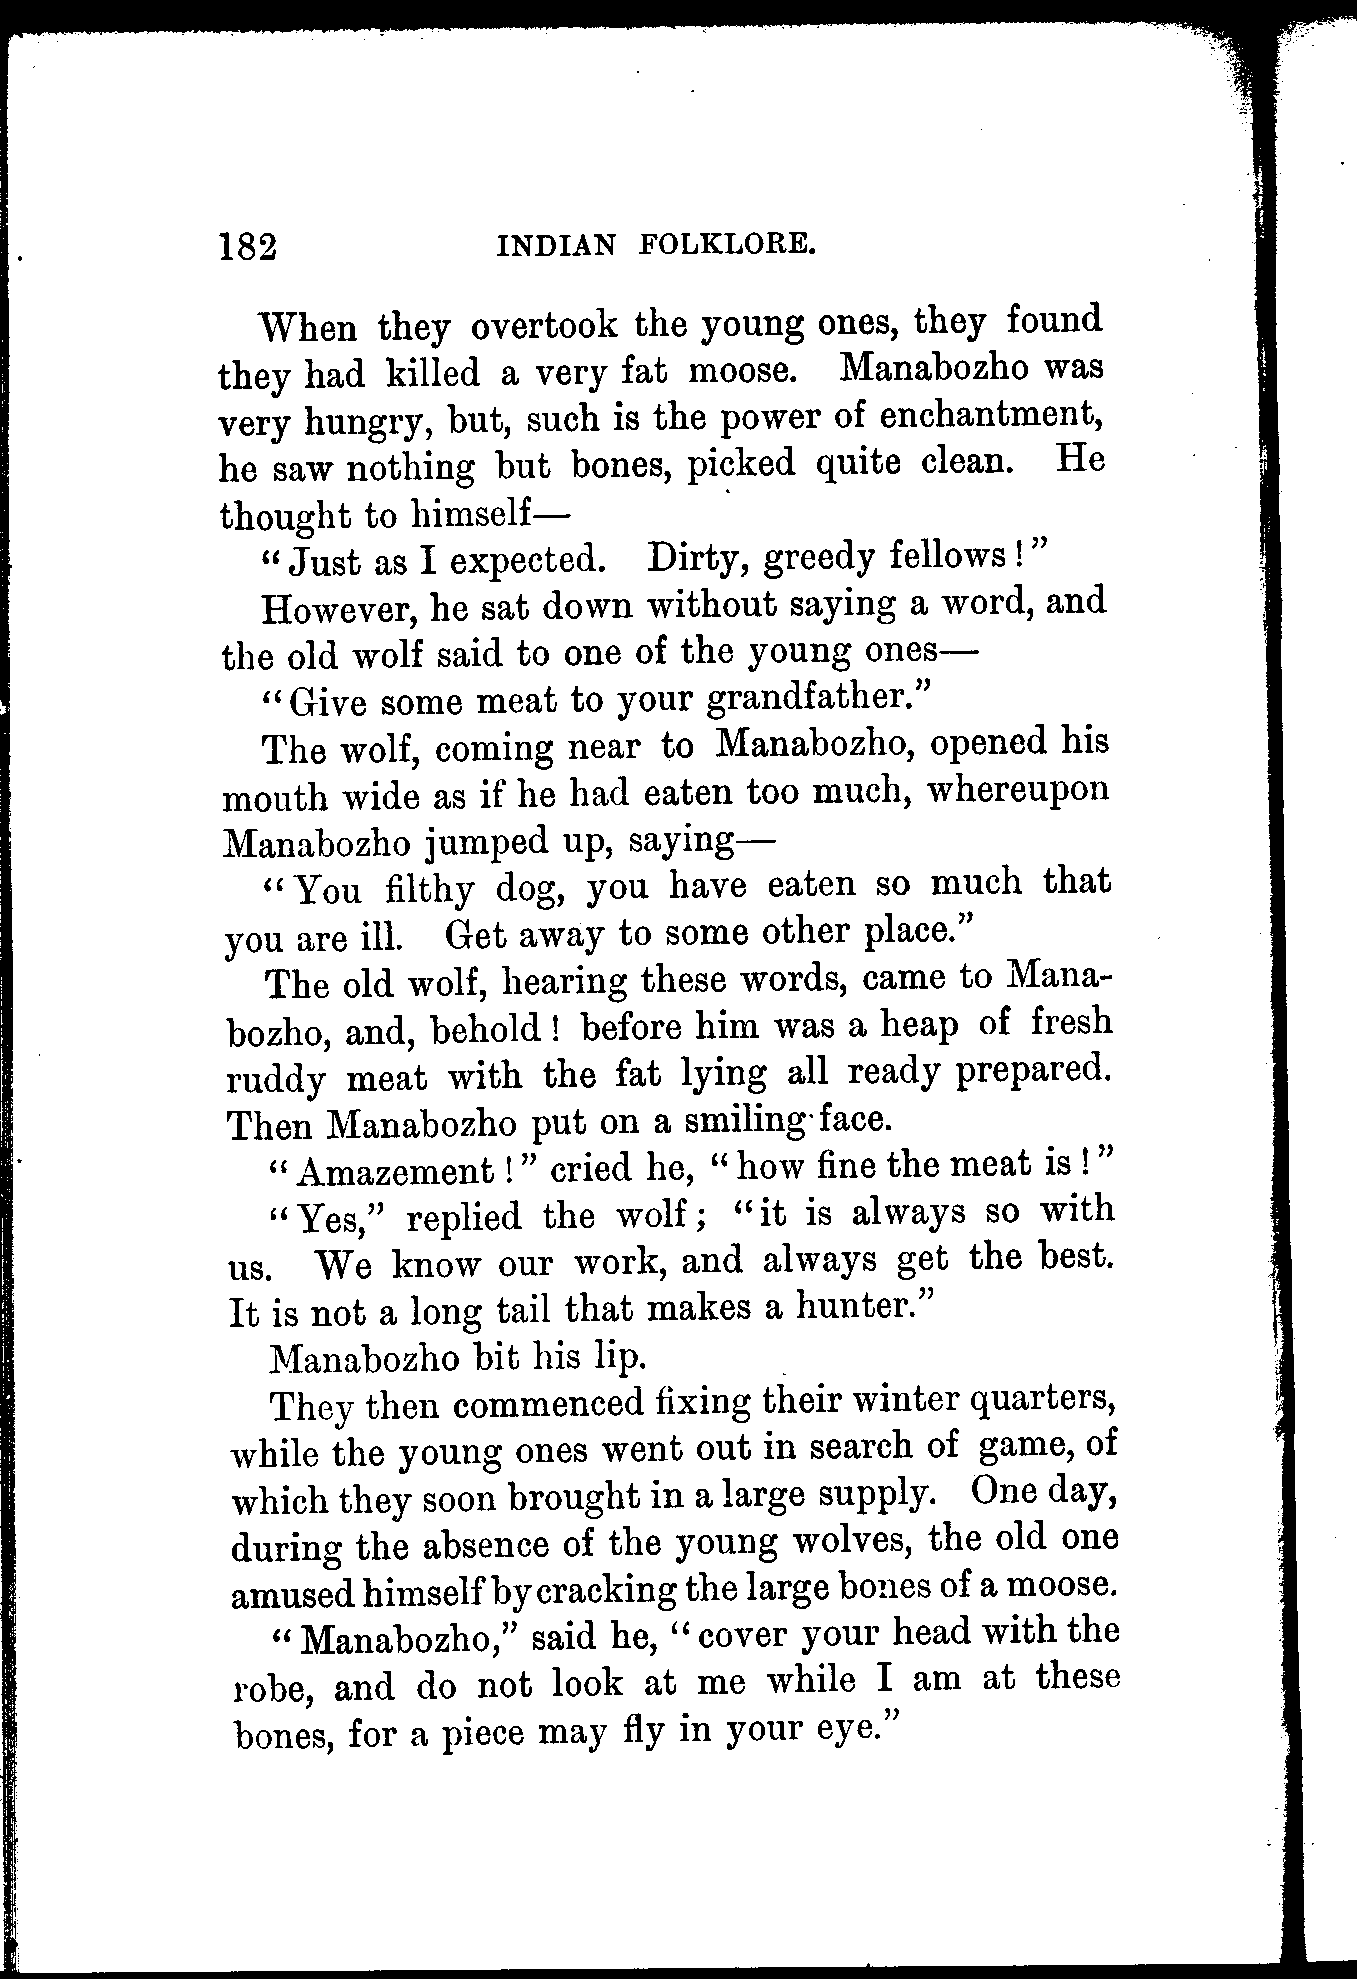 182 INDIAN FOLKLORE.
When they overtook the young ones, they found
they had killed a very fat moose. Manabozho was
very hungry, but, such is the power of enchantment,
he saw nothing but bones, picked quite clean. He
thought to himself—
“Just as I expected. Dirty, greedy fellows!”
However, he sat down without saying a word, and
the old wolf said to one of the young ones—
“Give some meat to your grandfather.”
The wolf, coming near to Manabozho, opened his
mouth wide as if he had eaten too much, whereupon
Manabozho jumped up, saying—
“You filthy dog, you have eaten so much that
you are ill. Get away to some other place.”
The old wolf, hearing these words, came to Mana-
bozho, and, behold! before him was a heap of fresh
ruddy meat with the fat lying all ready prepared.
Then Manabozho put on a smiling face.
“Amazement!” cried he, “how fine the meat is!”
“Yes,” replied the wolf; “it is always so with
us. We know our work, and always get the best.
It is not a long tail that makes a hunter.”
Manabozho bit his lip.
They then commenced fixing their winter quarters,
while the young ones went out in search of game, of
which they soon brought in a large supply. One day,
during the absence of the young wolves, the old one
amused himself by cracking the large bones of a moose.
“Manabozho,” said he, “cover your head with the
robe, and do not look at me while I am at these
bones, for a piece may fly in your eye.”